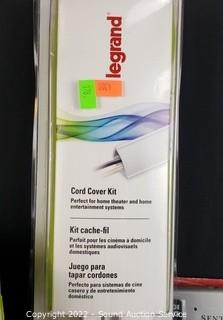 legrand
Cord Cover Kit
Perfect for home theater and home
entertainment systems
Kit cache-fil
Parfait pour les cinéma à domicile
et les systèmes audiovisuels
domestiques
Juego para
tapar cordones
Perfecto para sistemas de cine
casero y de entretenimiento
doméstico
Copyright 2022 - Sound Auction Service